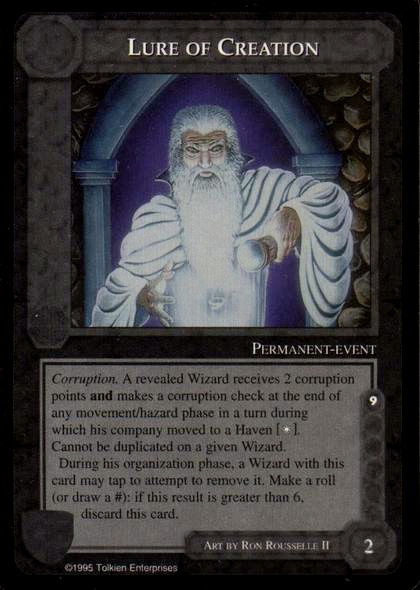 LURE OF CREATION
PERMANENT-EVENT
Corruption. A revealed Wizard receives 2 corruption
points and makes a corruption check at the end of
any movement/hazard phase in a turn during
which his company moved to a Haven [☀].
Cannot be duplicated on a given Wizard.
During his organization phase, a Wizard with this
card may tap to attempt to remove it. Make a roll
(or draw a #): if this result is greater than 6,
discard this card.
9
ART BY RON ROUSSELLE II
2
©1995 Tolkien Enterprises